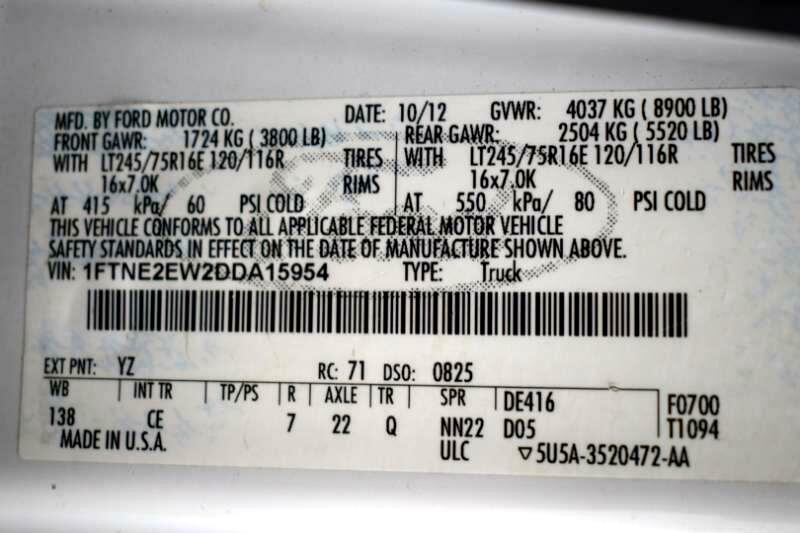 MFD. BY FORD MOTOR CO. DATE: 10/12 GVWR: 4037 KG ( 8900 LB)
FRONT GAWR: 1724 KG ( 3800 LB) REAR GAWR: 2504 KG ( 5520 LB)
WITH LT245/75R16E 120/116R TIRES WITH LT245/75R16E 120/116R TIRES
16x7.0K RIMS 16x7.0K RIMS
AT 415 kPa/ 60 PSI COLD AT 550 kPa/ 80 PSI COLD
THIS VEHICLE CONFORMS TO ALL APPLICABLE FEDERAL MOTOR VEHICLE
SAFETY STANDARDS IN EFFECT ON THE DATE OF MANUFACTURE SHOWN ABOVE.
VIN: 1FTNE2EW2DDA15954 TYPE: Truck
EXT PNT: YZ RC: 71 DSO: 0825
WB INT TR TP/PS R AXLE TR SPR DE416 F0700
138 CE 7 22 Q NN22 D05 T1094
MADE IN U.S.A. ULC ▽5U5A-3520472-AA